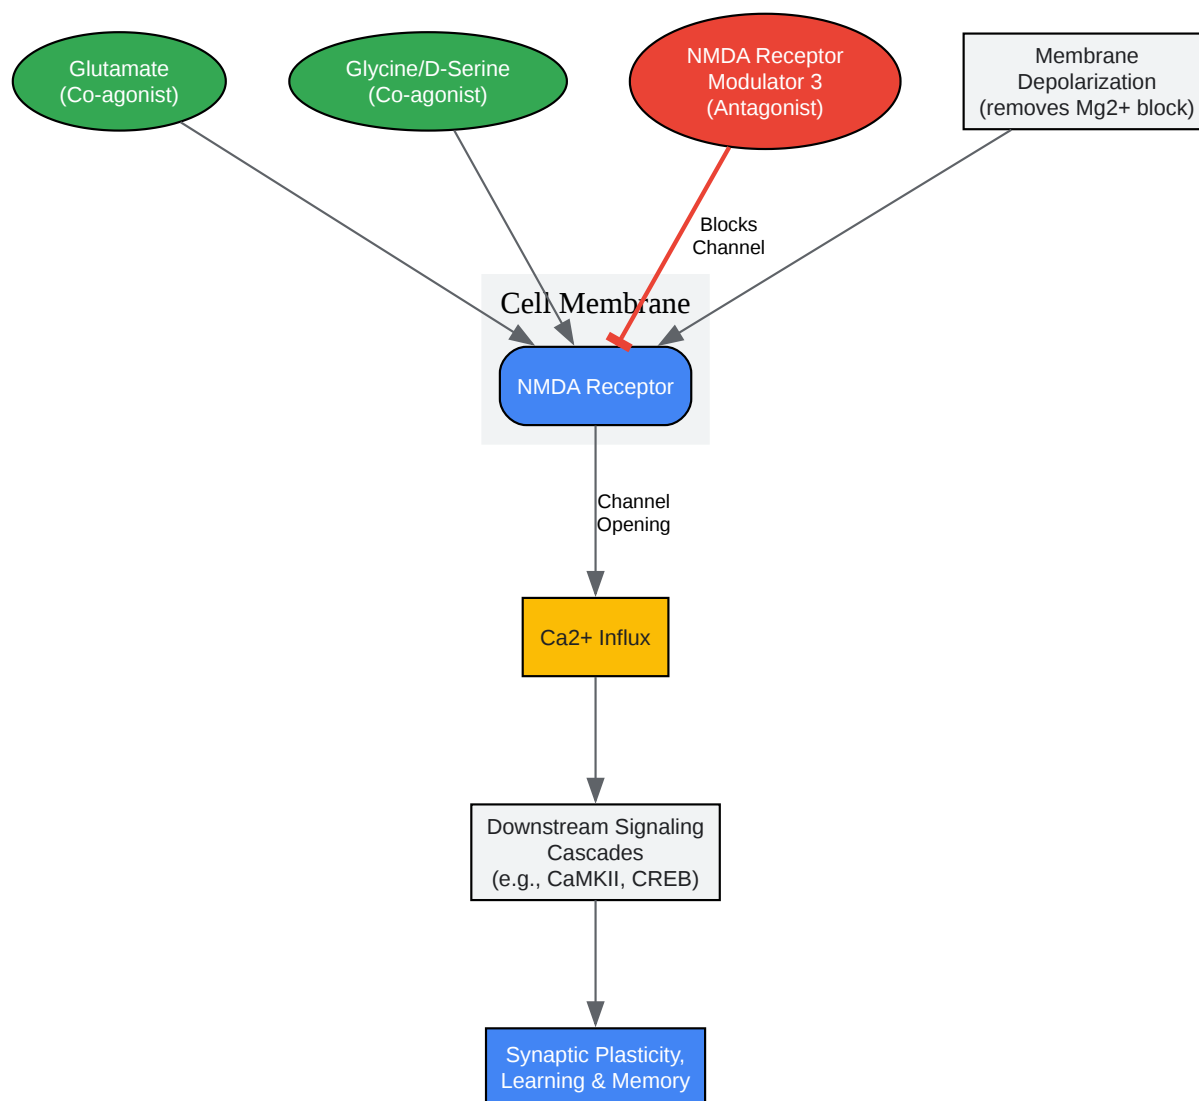 Glutamate
(Co-agonist)
Glycine/D-Serine
(Co-agonist)
NMDA Receptor
Modulator 3
(Antagonist)
Membrane
Depolarization
(removes Mg2+ block)
Blocks
Channel
Cell Membrane
NMDA Receptor
Channel
Opening
Ca2+ Influx
Downstream Signaling
Cascades
(e.g., CaMKII, CREB)
Synaptic Plasticity,
Learning & Memory